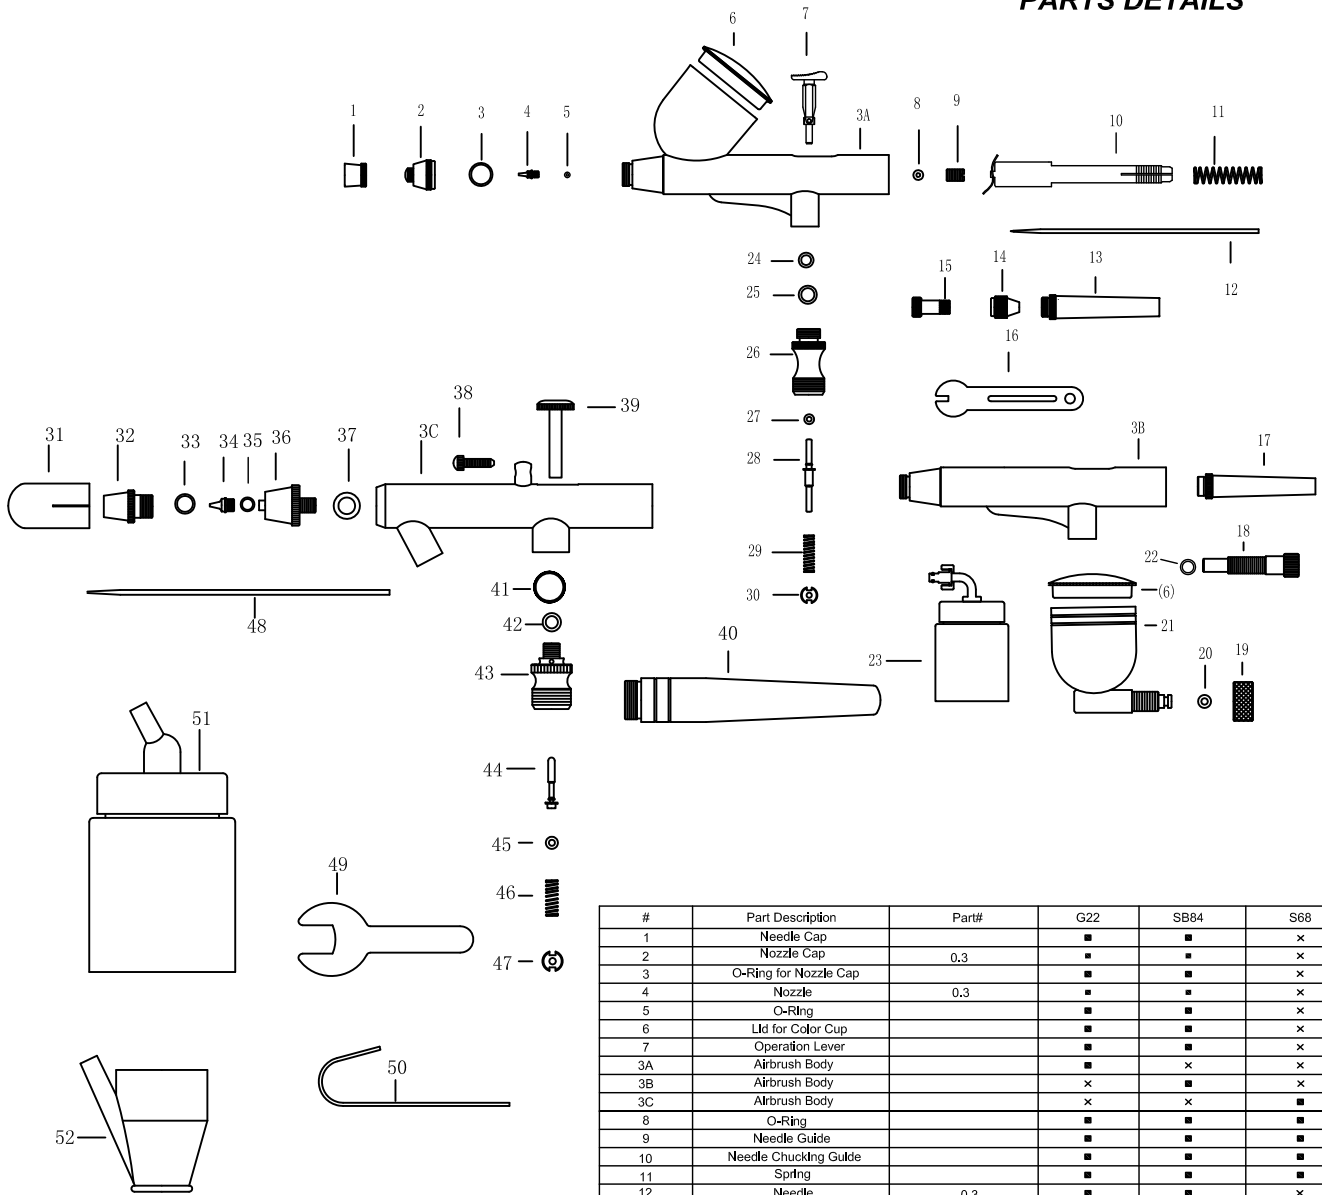 PARTS DETAILS
6
7
1
2
3
4
5
3A
8
9
10
11
24
25
15
14
13
12
26
16
38
39
27
31
32
33
34
35
36
37
3C
28
3B
17
29
22
18
41
30
(6)
48
42
21
40
43
23
20
19
51
44
45
49
46
47
50
52
# Part Description Part# G22 SB84 S68
1 Needle Cap ■ ■ ×
2 Nozzle Cap 0.3 ■ ■ ×
3 O-Ring for Nozzle Cap ■ ■ ×
4 Nozzle 0.3 ■ ■ ×
5 O-Ring ■ ■ ×
6 Lid for Color Cup ■ ■ ×
7 Operation Lever ■ ■ ×
3A Airbrush Body ■ × ×
3B Airbrush Body × ■ ×
3C Airbrush Body × × ■
8 O-Ring ■ ■ ■
9 Needle Guide ■ ■ ■
10 Needle Chucking Guide ■ ■ ■
11 Spring ■ ■ ■
12 Needle 0.3 ■ ■ ×